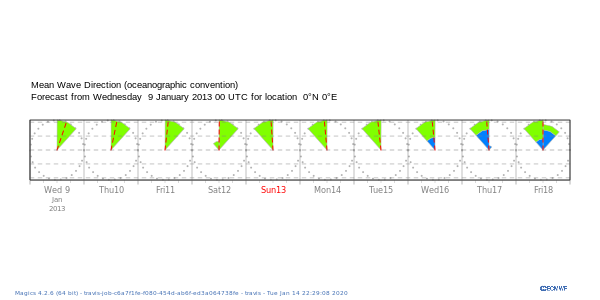 Mean Wave Direction (oceanographic convention)
Forecast from Wednesday  9 January 2013 00 UTC for location  0°N 0°E
Wed 9 Thu10 Fri11 Sat12 Sun13 Mon14 Tue15 Wed16 Thu17 Fri18
Jan
2013
Magics 4.2.6 (64 bit) - travis-job-c6a7f1fe-f080-454d-ab6f-ed3a064738fe - travis - Tue Jan 14 22:29:08 2020
ECMWF